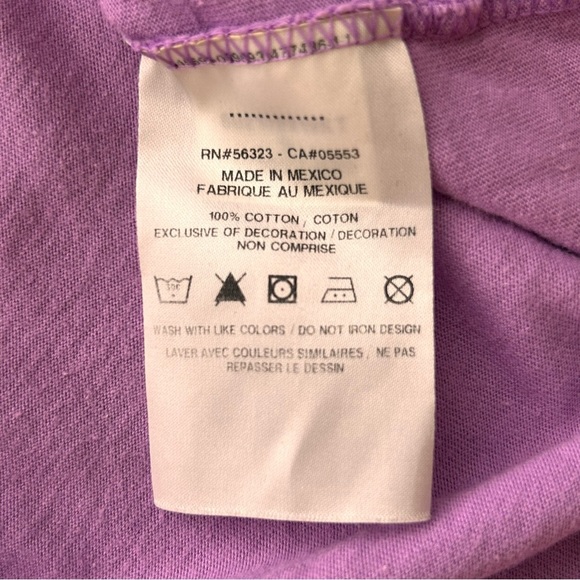 RN#56323 - CA#05553
MADE IN MEXICO
FABRIQUE AU MEXIQUE
100% COTTON / COTON
EXCLUSIVE OF DECORATION / DECORATION
NON COMPRISE
30C
WASH WITH LIKE COLORS / DO NOT IRON DESIGN
LAVER AVEC COULEURS SIMILAIRES / NE PAS
REPASSER LE DESSIN